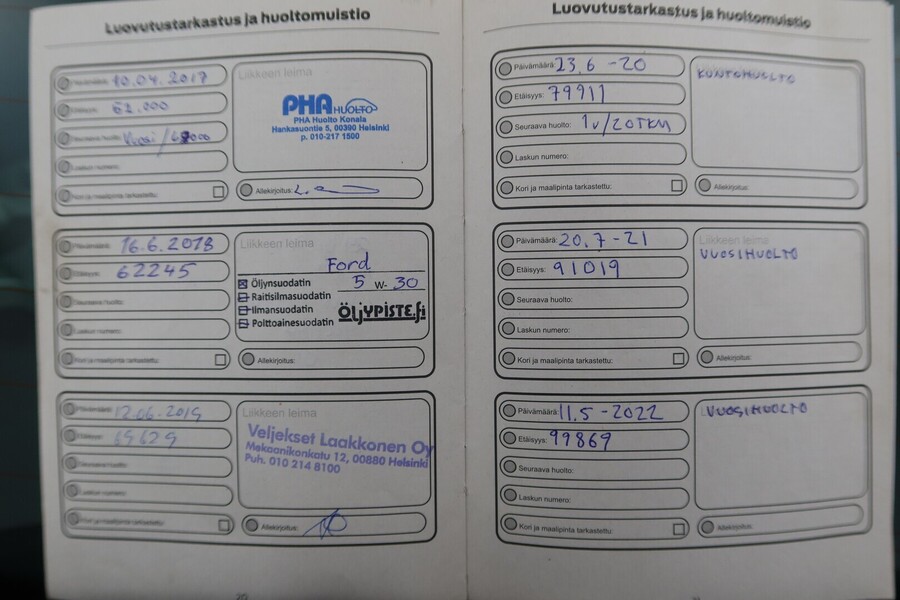 Luovutustarkastus ja huoltomuistio
Päivämäärä: 10.04.2017
Liikkeen leima
Etäisyys: 62.000
PHA HUOLTO
PHA Huolto Konala
Hankasuontie 5, 00390 Helsinki
p. 010-217 1500
Seuraava huolto: Vuosi /
Laskun numero:
Kori ja maalipinta tarkastettu:
Allekirjoitus:
Päivämäärä: 16.6.2018
Liikkeen leima
Etäisyys: 62245
Ford
Öljynsuodatin 5 W- 30
Raitisilmasuodatin
Ilmansuodatin
Polttoainesuodatin
ÖLJYPISTE.fi
Seuraava huolto:
Laskun numero:
Kori ja maalipinta tarkastettu:
Allekirjoitus:
Päivämäärä: 12.06.2019
Liikkeen leima
Etäisyys: 69629
Veljekset Laakkonen Oy
Mekaanikonkatu 12, 00880 Helsinki
Puh. 010 214 8100
Seuraava huolto:
Laskun numero:
Kori ja maalipinta tarkastettu:
Allekirjoitus:
20
Luovutustarkastus ja huoltomuistio
Päivämäärä: 23.6 -20
KUNTOHUOLTO
Etäisyys: 79911
Seuraava huolto: 1v/20TKM
Laskun numero:
Kori ja maalipinta tarkastettu:
Allekirjoitus:
Päivämäärä: 20.7-21
Liikkeen leima
VUOSIHUOLTO
Etäisyys: 91019
Seuraava huolto:
Laskun numero:
Kori ja maalipinta tarkastettu:
Allekirjoitus:
Päivämäärä: 11.5-2022
VUOSIHUOLTO
Etäisyys: 99869
Seuraava huolto:
Laskun numero:
Kori ja maalipinta tarkastettu:
Allekirjoitus: